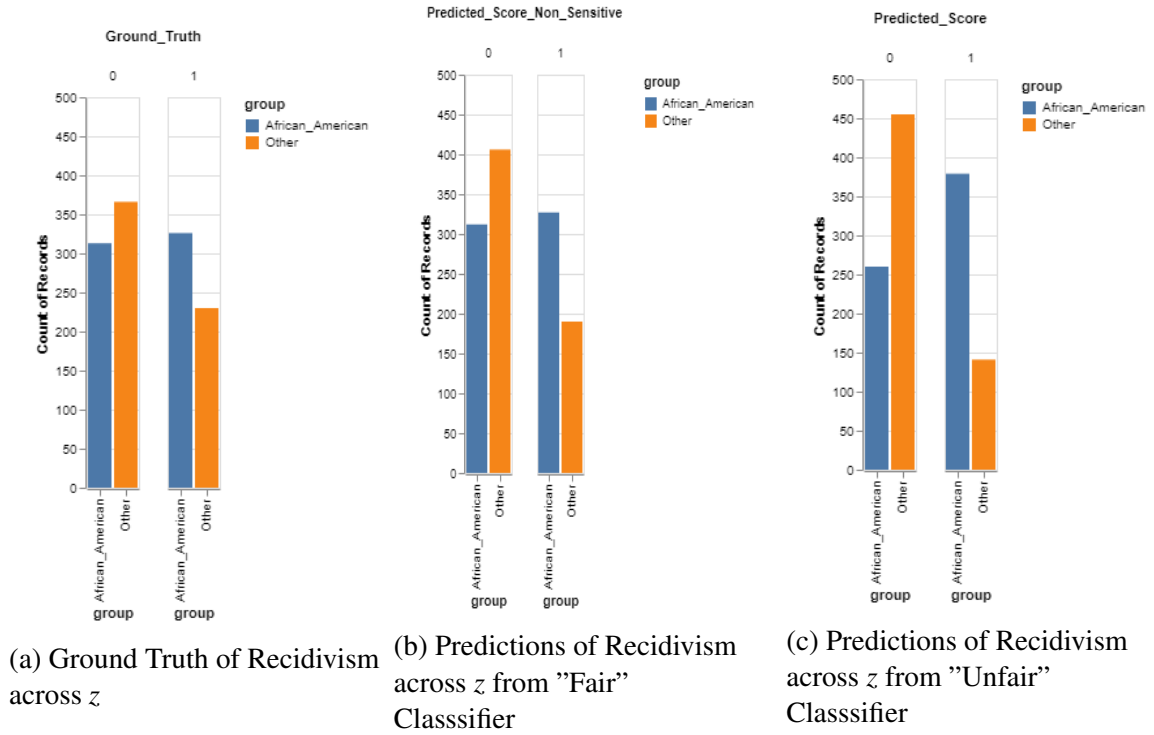 Ground_Truth
0 1
500
450
400
350
300
250
200
150
100
50
0
Count of Records
African_American
Other
African_American
Other
group
group
group
African_American
Other
(a) Ground Truth of Recidivism
across z
Predicted_Score_Non_Sensitive
0 1
500
450
400
350
300
250
200
150
100
50
0
Count of Records
African_American
Other
African_American
Other
group
group
group
African_American
Other
(b) Predictions of Recidivism
across z from ”Fair”
Classsifier
Predicted_Score
0 1
500
450
400
350
300
250
200
150
100
50
0
Count of Records
African_American
Other
African_American
Other
group
group
group
African_American
Other
(c) Predictions of Recidivism
across z from ”Unfair”
Classsifier